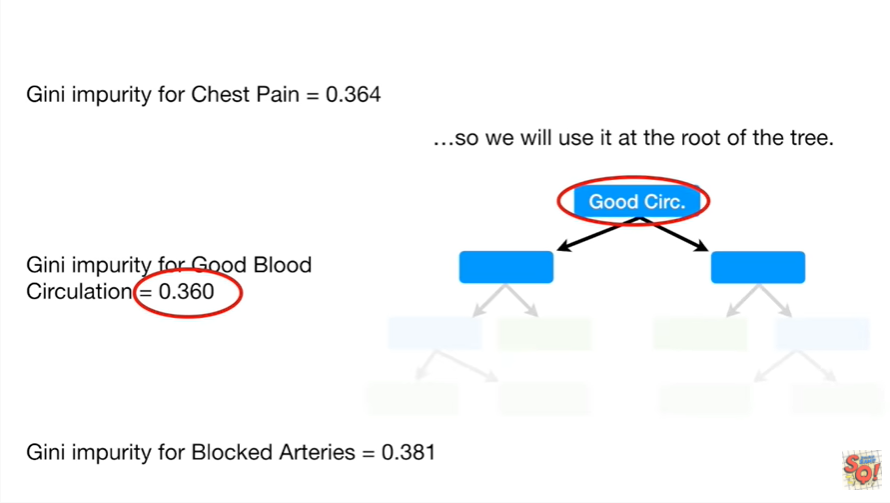 Gini impurity for Chest Pain = 0.364
...so we will use it at the root of the tree.
Good Circ.
Gini impurity for Good Blood
Circulation = 0.360
Gini impurity for Blocked Arteries = 0.381
SQ!